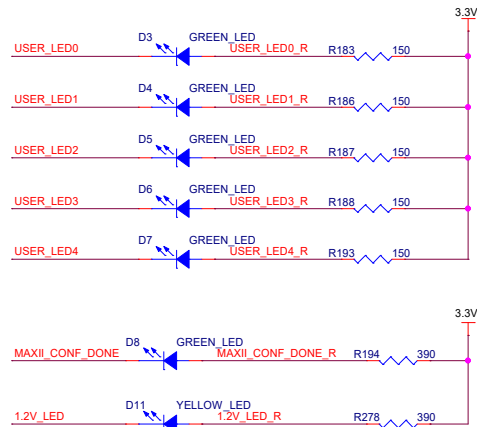 3.3V
D3 GREEN_LED
USER_LED0 USER_LED0_R R183 150
D4 GREEN_LED
USER_LED1 USER_LED1_R R186 150
D5 GREEN_LED
USER_LED2 USER_LED2_R R187 150
D6 GREEN_LED
USER_LED3 USER_LED3_R R188 150
D7 GREEN_LED
USER_LED4 USER_LED4_R R193 150
3.3V
D8 GREEN_LED
MAXII_CONF_DONE MAXII_CONF_DONE_R R194 390
D11 YELLOW_LED
1.2V_LED 1.2V_LED_R R278 390